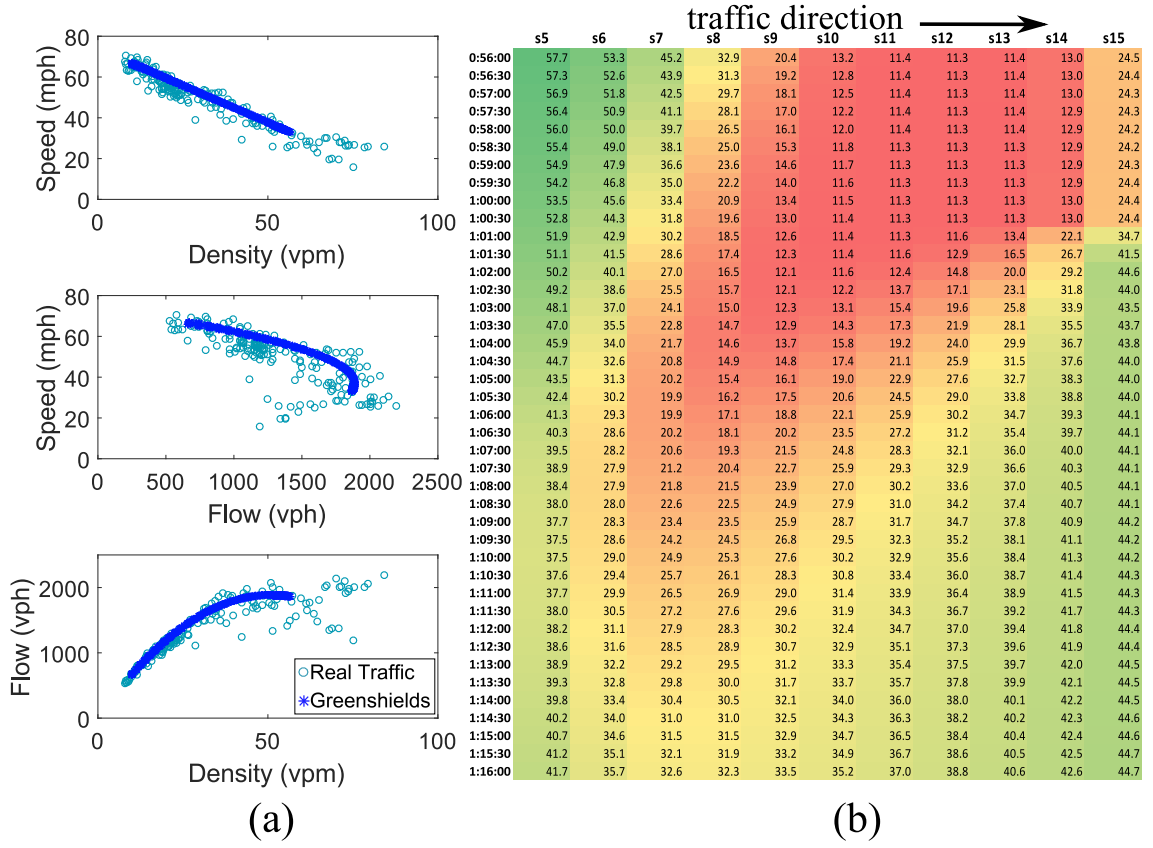 80
60
40
20
0
Speed (mph)
0 50 100
Density (vpm)
80
60
40
20
0
Speed (mph)
0 500 1000 1500 2000 2500
Flow (vph)
2000
1000
0
Flow (vph)
Real Traffic
Greenshields
0 50 100
Density (vpm)
(a)
traffic direction
s5 s6 s7 s8 s9 s10 s11 s12 s13 s14 s15
0:56:00 57.7 53.3 45.2 32.9 20.4 13.2 11.4 11.3 11.4 13.0 24.5
0:56:30 57.3 52.6 43.9 31.3 19.2 12.8 11.4 11.3 11.4 13.0 24.4
0:57:00 56.9 51.8 42.5 29.7 18.1 12.5 11.4 11.3 11.4 13.0 24.3
0:57:30 56.4 50.9 41.1 28.1 17.0 12.2 11.4 11.3 11.4 13.0 24.3
0:58:00 56.0 50.0 39.7 26.5 16.1 12.0 11.4 11.3 11.4 12.9 24.2
0:58:30 55.4 49.0 38.1 25.0 15.3 11.8 11.4 11.3 11.3 12.9 24.2
0:59:00 54.9 47.9 36.6 23.6 14.6 11.7 11.3 11.3 11.3 12.9 24.3
0:59:30 54.2 46.8 35.0 22.2 14.0 11.6 11.3 11.3 11.3 12.9 24.4
1:00:00 53.5 45.6 33.4 20.9 13.4 11.5 11.3 11.3 11.3 13.0 24.4
1:00:30 52.8 44.3 31.8 19.6 13.0 11.4 11.3 11.3 11.3 13.0 24.4
1:01:00 51.9 42.9 30.2 18.5 12.6 11.4 11.3 11.6 13.4 22.1 34.7
1:01:30 51.1 41.5 28.6 17.4 12.3 11.4 11.6 12.9 16.5 26.7 41.5
1:02:00 50.2 40.1 27.0 16.5 12.1 11.6 12.4 14.8 20.0 29.2 44.6
1:02:30 49.2 38.6 25.5 15.7 12.1 12.2 13.7 17.1 23.1 31.8 44.0
1:03:00 48.1 37.0 24.1 15.0 12.3 13.1 15.4 19.6 25.8 33.9 43.5
1:03:30 47.0 35.5 22.8 14.7 12.9 14.3 17.3 21.9 28.1 35.5 43.7
1:04:00 45.9 34.0 21.7 14.6 13.7 15.8 19.2 24.0 29.9 36.7 43.8
1:04:30 44.7 32.6 20.8 14.9 14.8 17.4 21.1 25.9 31.5 37.6 44.0
1:05:00 43.5 31.3 20.2 15.4 16.1 19.0 22.9 27.6 32.7 38.3 44.0
1:05:30 42.4 30.2 19.9 16.2 17.5 20.6 24.5 29.0 33.8 38.8 44.1
1:06:00 41.3 29.3 19.9 17.1 18.8 22.1 25.9 30.2 34.7 39.3 44.1
1:06:30 40.3 28.6 20.2 18.1 20.2 23.5 27.2 31.2 35.4 39.7 44.1
1:07:00 39.5 28.2 20.6 19.3 21.5 24.8 28.3 32.1 36.0 40.0 44.1
1:07:30 38.9 27.9 21.2 20.4 22.7 25.9 29.3 32.9 36.6 40.3 44.1
1:08:00 38.4 27.9 21.8 21.5 23.9 27.0 30.2 33.6 37.0 40.5 44.1
1:08:30 38.0 28.0 22.6 22.5 24.9 27.9 31.0 34.2 37.4 40.7 44.1
1:09:00 37.7 28.3 23.4 23.5 25.9 28.7 31.7 34.7 37.8 40.9 44.2
1:09:30 37.5 28.6 24.2 24.5 26.8 29.5 32.3 35.2 38.1 41.1 44.2
1:10:00 37.5 29.0 24.9 25.3 27.6 30.2 32.9 35.6 38.4 41.3 44.2
1:10:30 37.6 29.4 25.7 26.1 28.3 30.8 33.4 36.0 38.7 41.4 44.3
1:11:00 37.7 29.9 26.5 26.9 29.0 31.4 33.9 36.4 38.9 41.5 44.3
1:11:30 38.0 30.5 27.2 27.6 29.6 31.9 34.3 36.7 39.2 41.7 44.3
1:12:00 38.2 31.1 27.9 28.3 30.2 32.4 34.7 37.0 39.4 41.8 44.4
1:12:30 38.6 31.6 28.5 28.9 30.7 32.9 35.1 37.3 39.6 41.9 44.4
1:13:00 38.9 32.2 29.2 29.5 31.2 33.3 35.4 37.5 39.7 42.0 44.5
1:13:30 39.3 32.8 29.8 30.0 31.7 33.7 35.7 37.8 39.9 42.1 44.5
1:14:00 39.8 33.4 30.4 30.5 32.1 34.0 36.0 38.0 40.1 42.2 44.5
1:14:30 40.2 34.0 31.0 31.0 32.5 34.3 36.3 38.2 40.2 42.3 44.6
1:15:00 40.7 34.6 31.5 31.5 32.9 34.7 36.5 38.4 40.4 42.4 44.6
1:15:30 41.2 35.1 32.1 31.9 33.2 34.9 36.7 38.6 40.5 42.5 44.7
1:16:00 41.7 35.7 32.6 32.3 33.5 35.2 37.0 38.8 40.6 42.6 44.7
(b)